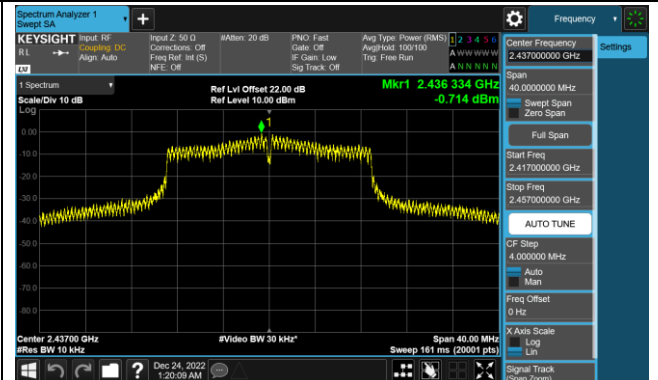 Spectrum Analyzer 1
Swept SA
+
Frequency
KEYSIGHT
Input: RF
Input Z: 50 Ω
#Atten: 20 dB
PNO: Fast
Avg Type: Power (RMS)
1 2 3 4 5 6
RL
Coupling: DC
Corrections: Off
Gate: Off
Avg|Hold: 100/100
A W W W W W
Align: Auto
Freq Ref: Int (S)
IF Gain: Low
Trig: Free Run
NFE: Off
Sig Track: Off
A N N N N N
LXI
1 Spectrum
Ref Lvl Offset 22.00 dB
Mkr1 2.436 334 GHz
Scale/Div 10 dB
Ref Level 10.00 dBm
-0.714 dBm
Log
1
0.00
-10.0
-20.0
-30.0
-40.0
-50.0
-60.0
-70.0
-80.0
Center 2.43700 GHz
#Video BW 30 kHz*
Span 40.00 MHz
#Res BW 10 kHz
Sweep 161 ms (20001 pts)
Dec 24, 2022
1:20:09 AM
Center Frequency
2.437000000 GHz
Settings
Span
40.0000000 MHz
Swept Span
Zero Span
Full Span
Start Freq
2.417000000 GHz
Stop Freq
2.457000000 GHz
AUTO TUNE
CF Step
4.000000 MHz
Auto
Man
Freq Offset
0 Hz
X Axis Scale
Log
Lin
Signal Track
(Span Zoom)